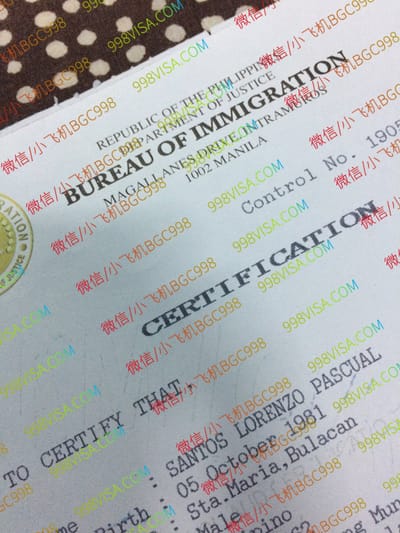 REPUBLIC OF THE PHILIPPINES
DEPARTMENT OF JUSTICE
BUREAU OF IMMIGRATION
MAGALLANES DRIVE, INTRAMUROS
1002 MANILA
Control No. 1905
CERTIFICATION
TO CERTIFY THAT,
: SANTOS LORENZO PASCUAL
Birth : 05 October 1981
: Sta.Maria,Bulacan
Male
微信/小飞机BGC998
998VISA.COM